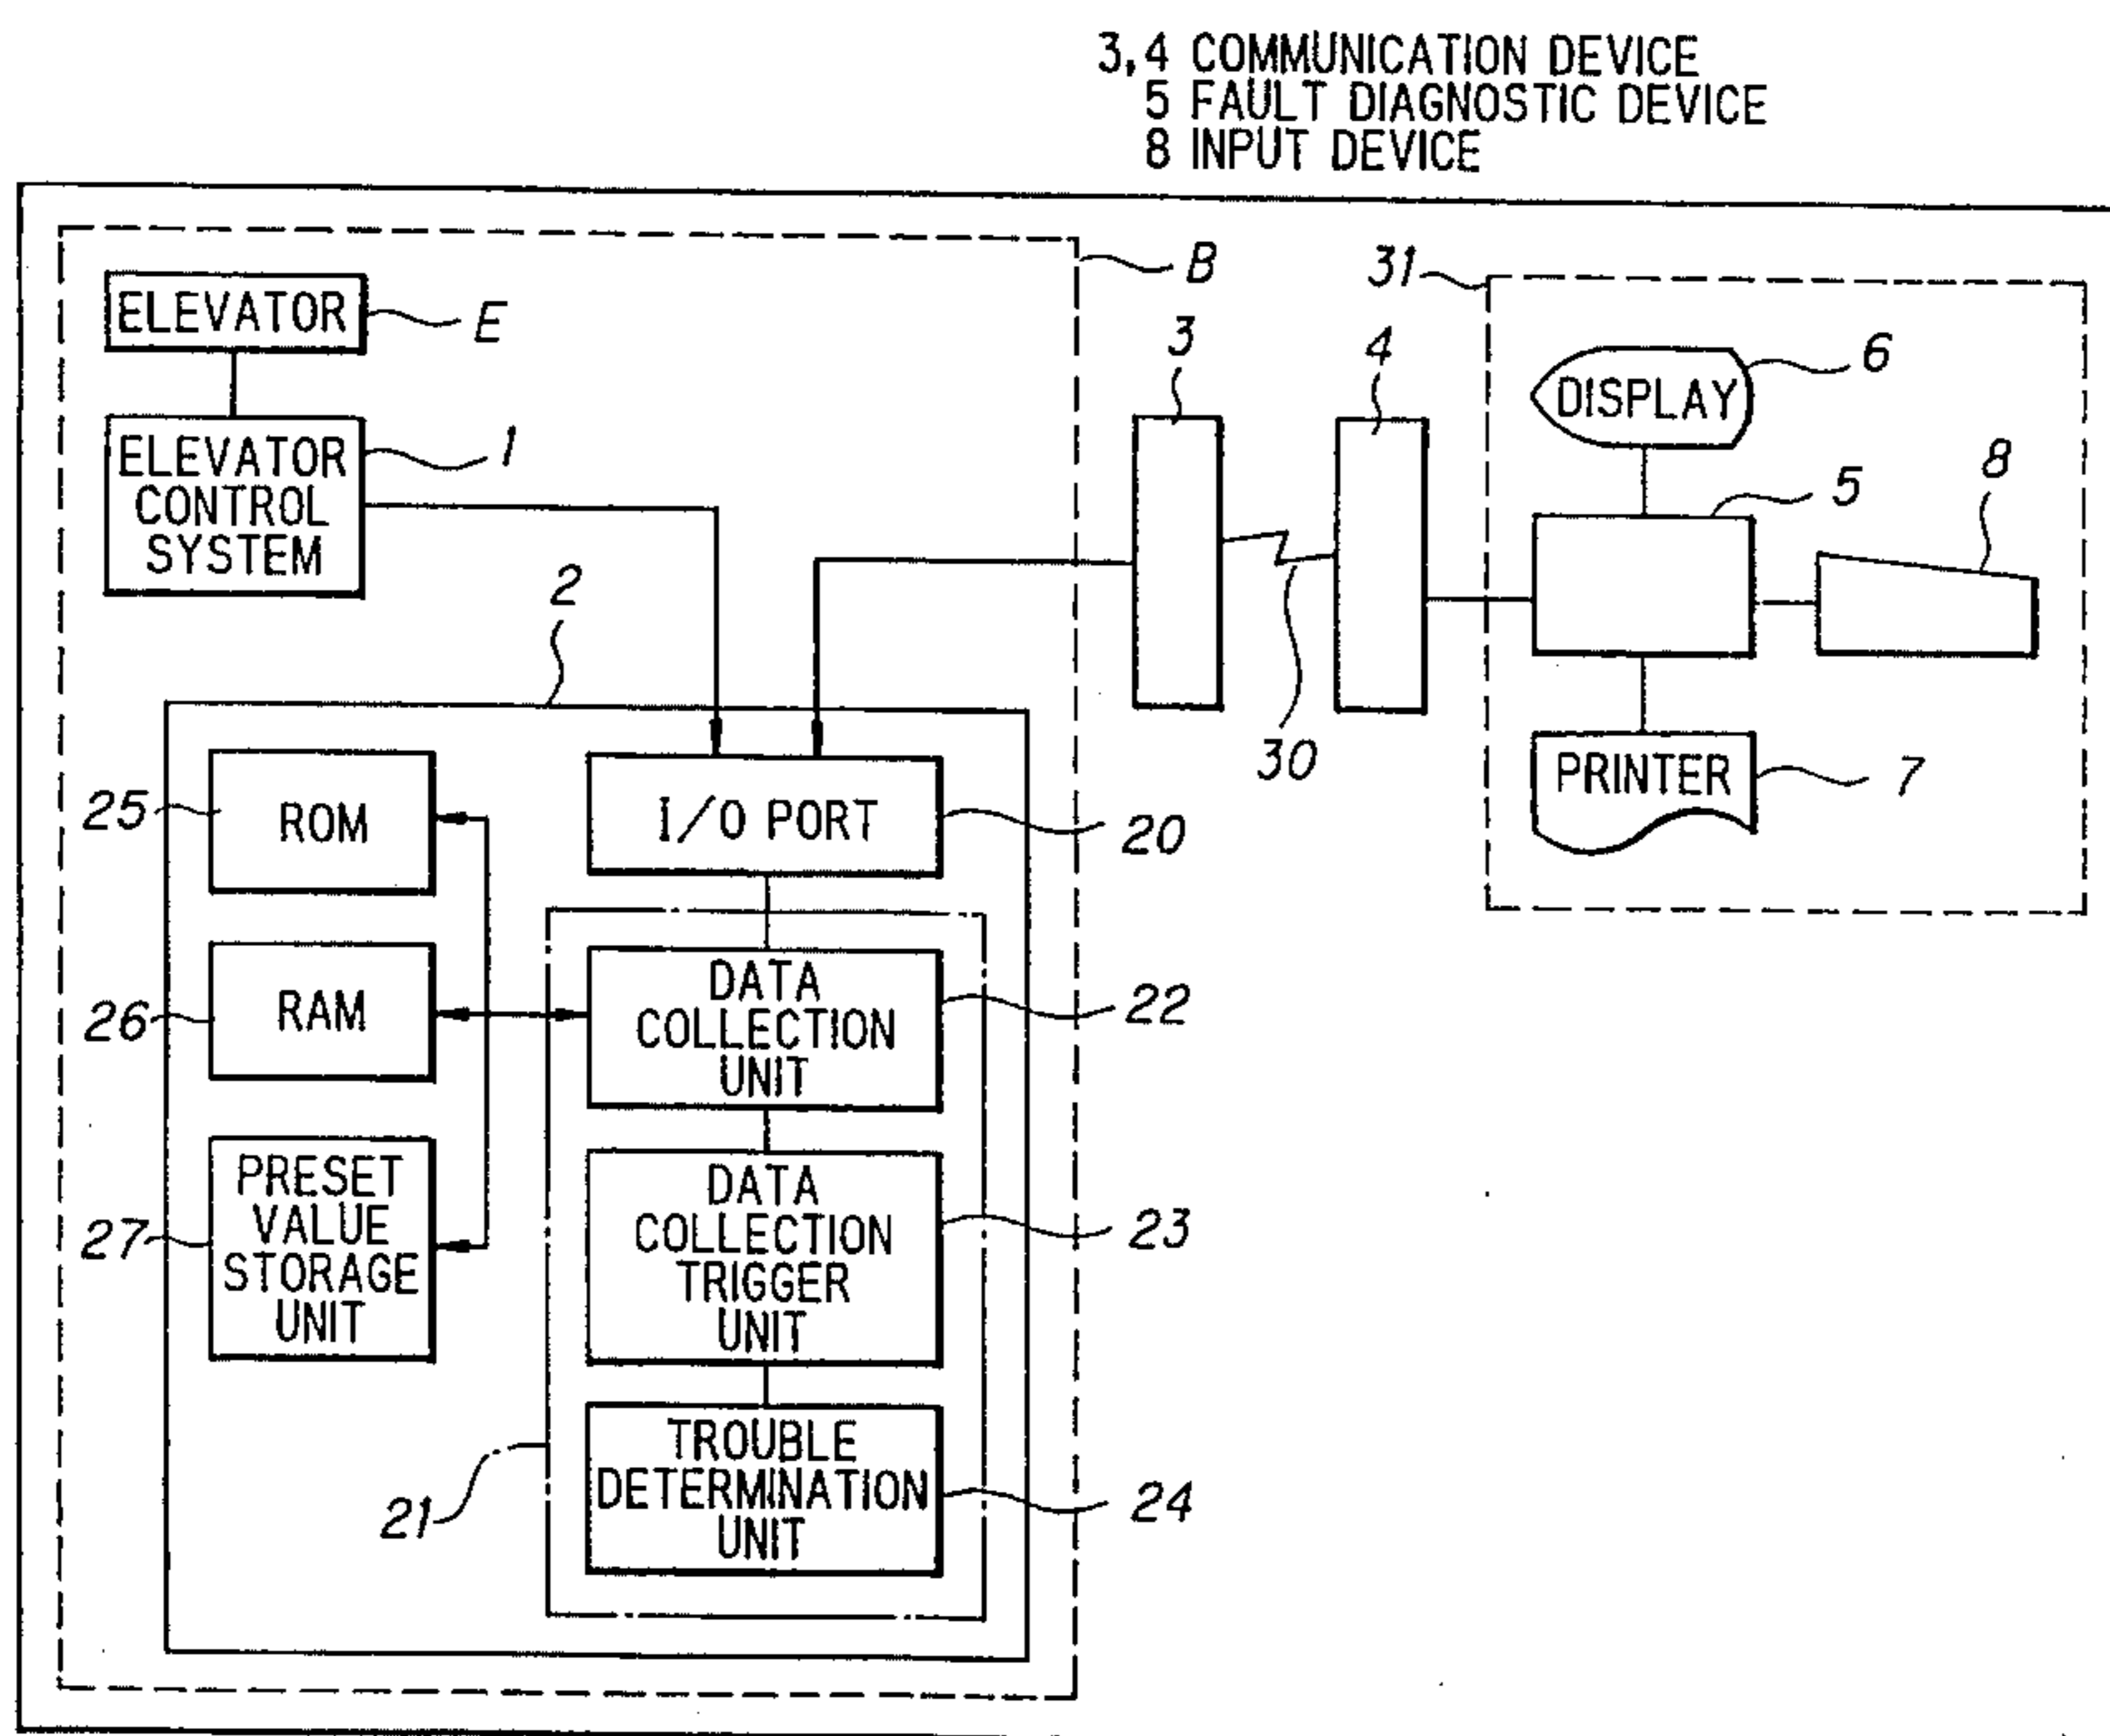 3,4 COMMUNICATION DEVICE
5 FAULT DIAGNOSTIC DEVICE
8 INPUT DEVICE
B
31
ELEVATOR
E
3
4
DISPLAY
6
ELEVATOR
CONTROL
SYSTEM
1
5
8
2
30
PRINTER
7
25
ROM
I/O PORT
20
26
RAM
DATA
COLLECTION
UNIT
22
27
PRESET
VALUE
STORAGE
UNIT
DATA
COLLECTION
TRIGGER
UNIT
23
21
TROUBLE
DETERMINATION
UNIT
24